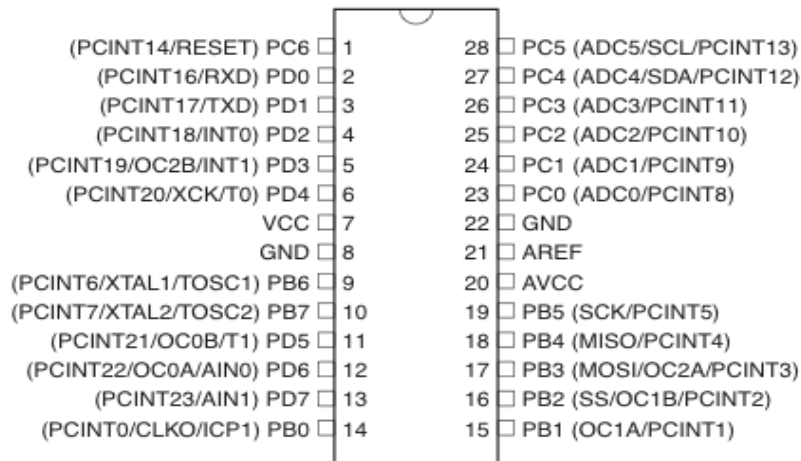 (PCINT14/RESET) PC6 1 28 PC5 (ADC5/SCL/PCINT13)
(PCINT16/RXD) PD0 2 27 PC4 (ADC4/SDA/PCINT12)
(PCINT17/TXD) PD1 3 26 PC3 (ADC3/PCINT11)
(PCINT18/INT0) PD2 4 25 PC2 (ADC2/PCINT10)
(PCINT19/OC2B/INT1) PD3 5 24 PC1 (ADC1/PCINT9)
(PCINT20/XCK/T0) PD4 6 23 PC0 (ADC0/PCINT8)
VCC 7 22 GND
GND 8 21 AREF
(PCINT6/XTAL1/TOSC1) PB6 9 20 AVCC
(PCINT7/XTAL2/TOSC2) PB7 10 19 PB5 (SCK/PCINT5)
(PCINT21/OC0B/T1) PD5 11 18 PB4 (MISO/PCINT4)
(PCINT22/OC0A/AIN0) PD6 12 17 PB3 (MOSI/OC2A/PCINT3)
(PCINT23/AIN1) PD7 13 16 PB2 (SS/OC1B/PCINT2)
(PCINT0/CLKO/ICP1) PB0 14 15 PB1 (OC1A/PCINT1)